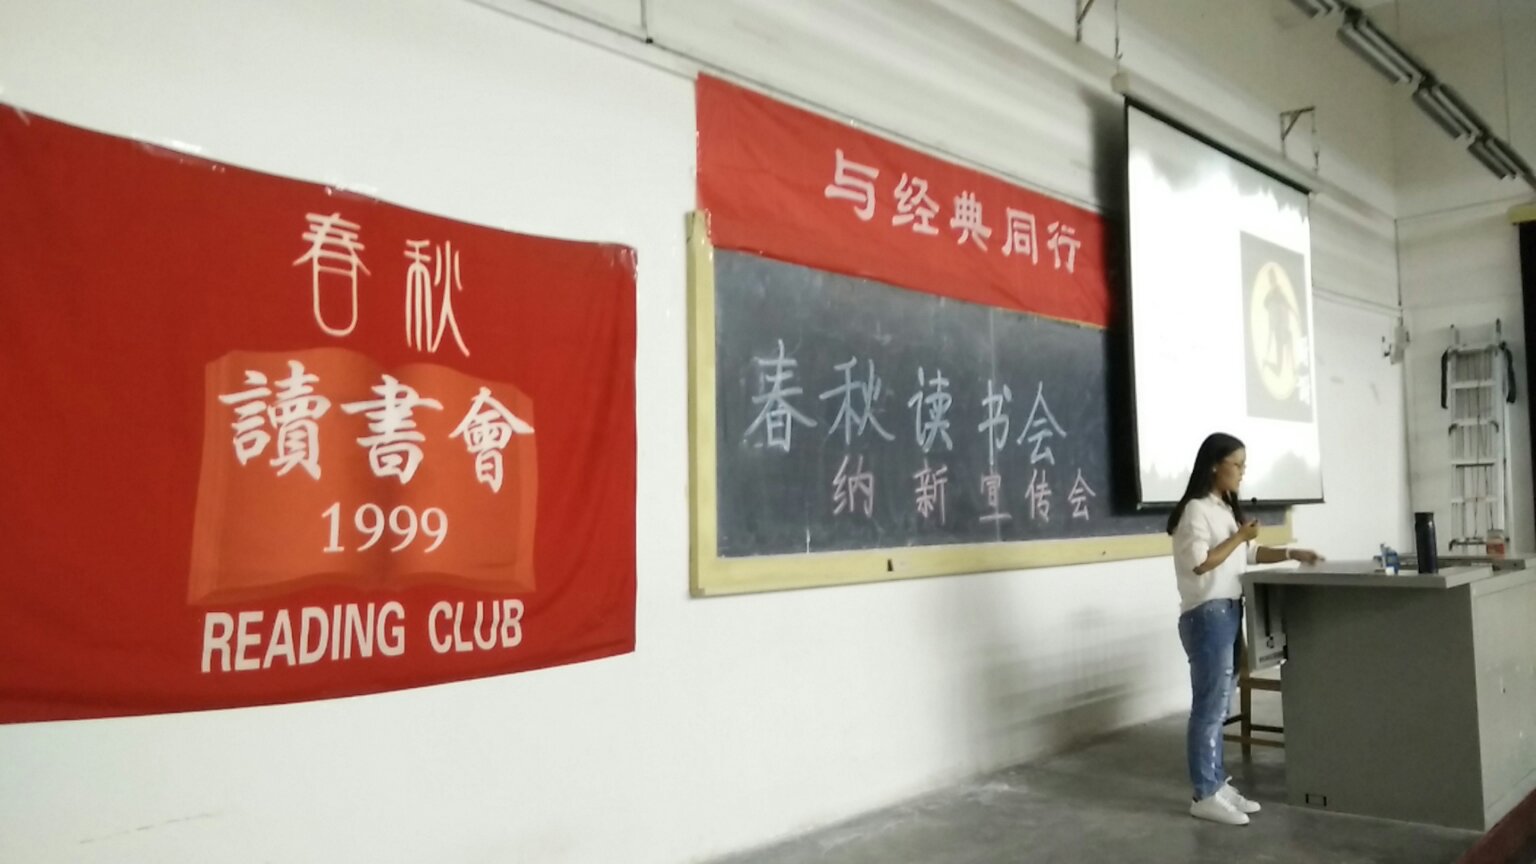 春秋
讀書會
1999
READING CLUB
与经典同行
春秋读书会
纳新宣传会